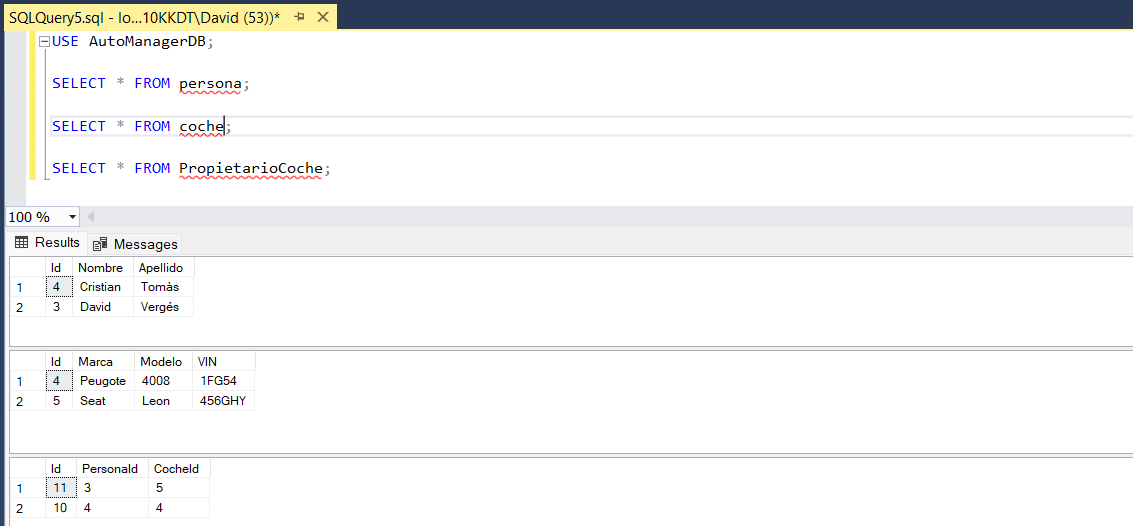 SQLQuery5.sql - lo...10KKDT\David (53))*
USE AutoManagerDB;
SELECT * FROM persona;
SELECT * FROM coche;
SELECT * FROM PropietarioCoche;
100 %
Results Messages
Id Nombre Apellido
1 4 Cristian Tomàs
2 3 David Vergés
Id Marca Modelo VIN
1 4 Peugote 4008 1FG54
2 5 Seat Leon 456GHY
Id PersonaId CocheId
1 11 3 5
2 10 4 4